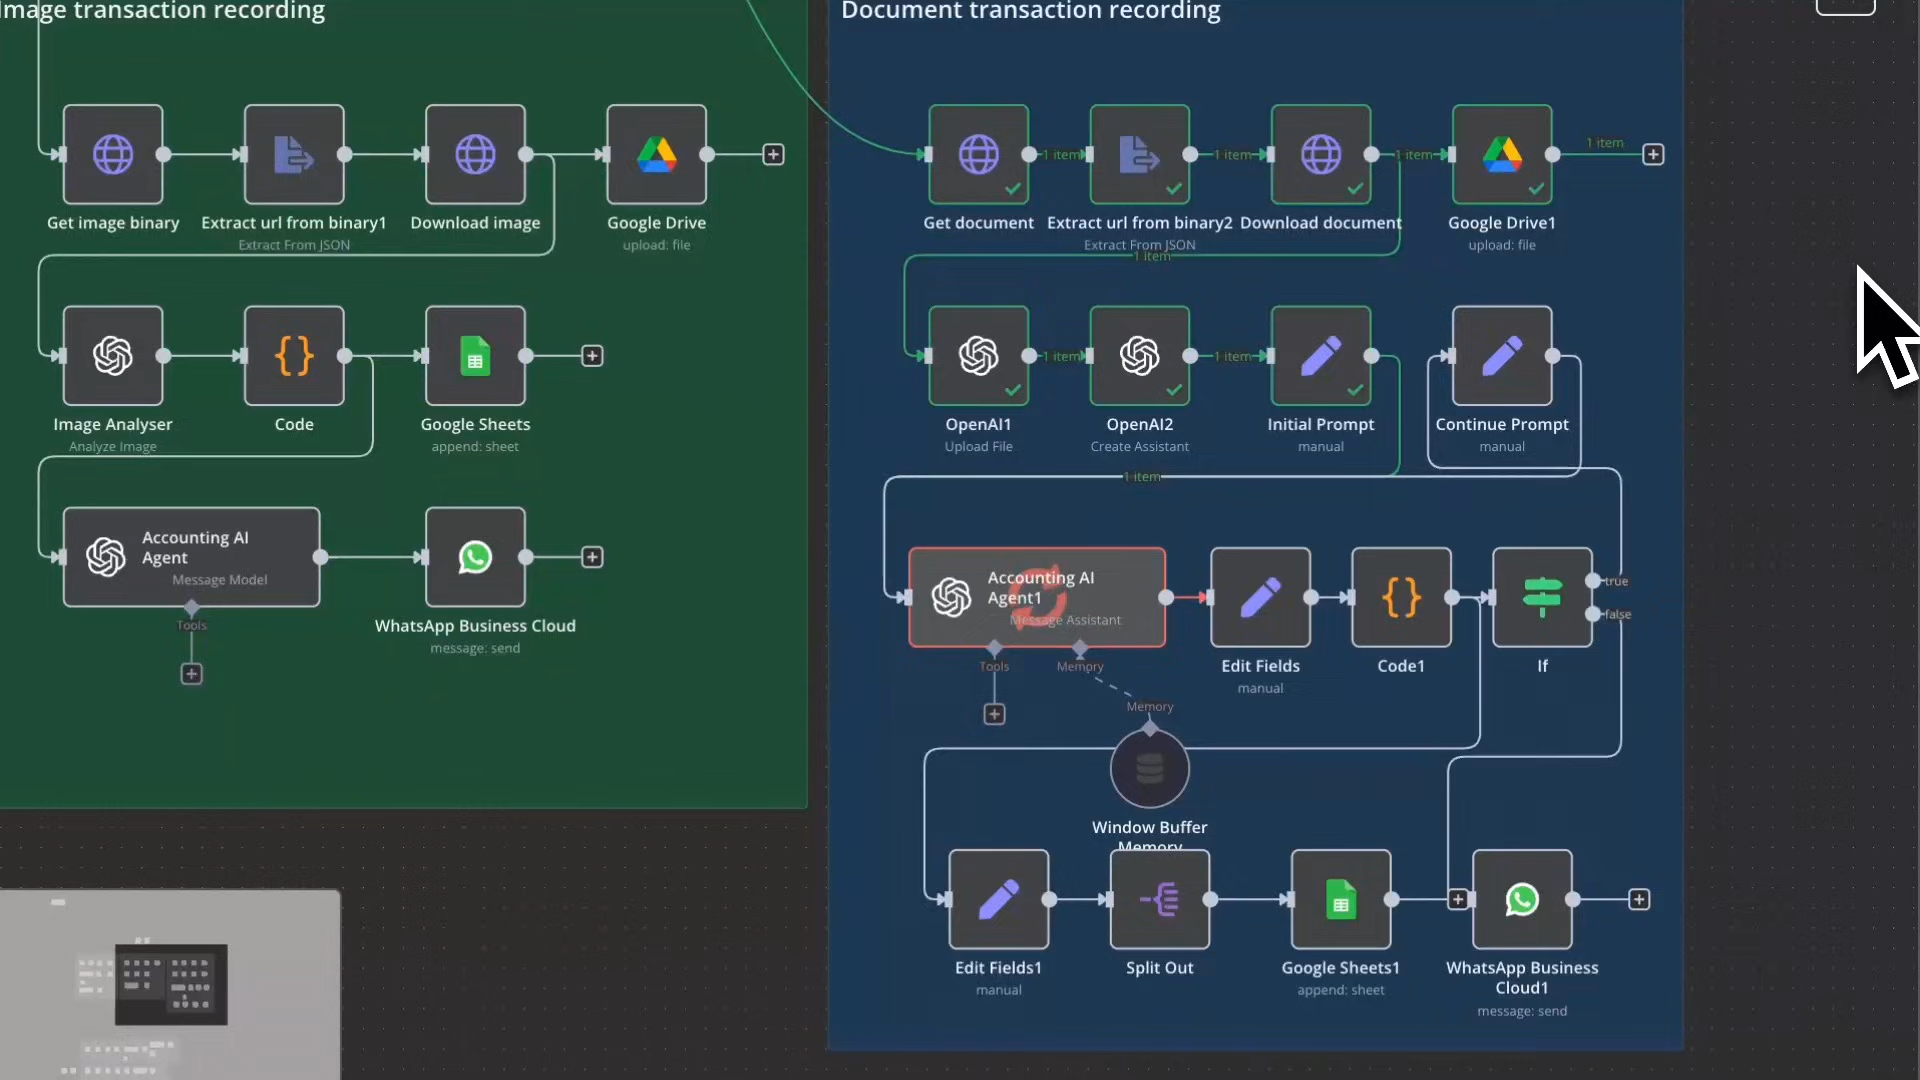 Image transaction recording
Get image binary
Extract url from binary1
Extract From JSON
Download image
Google Drive
upload: file
Image Analyser
Analyze Image
Code
Google Sheets
append: sheet
Accounting AI
Agent
Message Model
Tools
WhatsApp Business Cloud
message: send
Document transaction recording
1 item
1 item
1 item
1 item
Get document
Extract url from binary2
Extract From JSON
Download document
Google Drive1
upload: file
1 item
1 item
1 item
OpenAI1
Upload File
OpenAI2
Create Assistant
Initial Prompt
manual
Continue Prompt
manual
1 item
Accounting AI
Agent1
Message Assistant
Tools
Memory
Memory
Edit Fields
manual
Code1
true
false
If
Window Buffer
Memory
Edit Fields1
manual
Split Out
Google Sheets1
append: sheet
WhatsApp Business
Cloud1
message: send